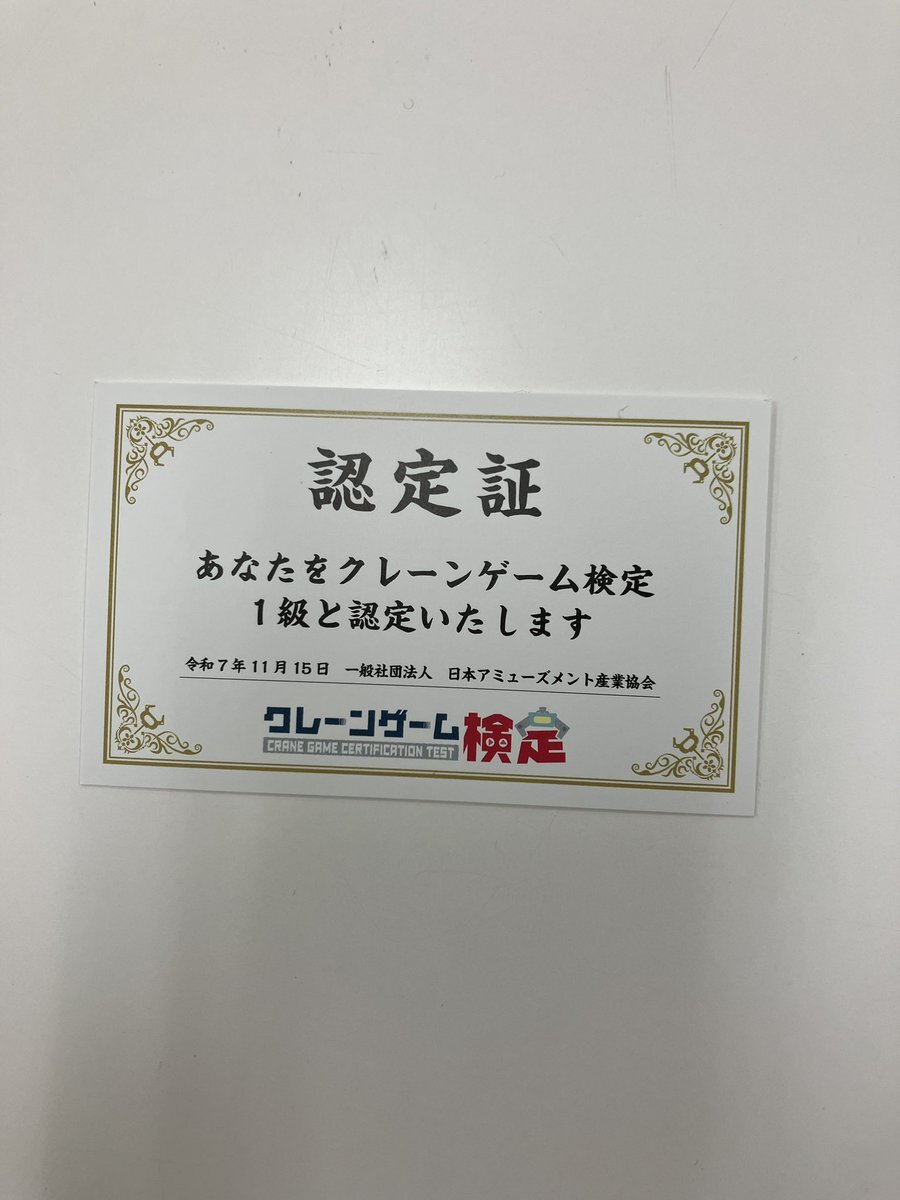 認定証
あなたをクレーンゲーム検定
1級と認定いたします
令和7年11月15日 一般社団法人 日本アミューズメント産業協会
クレーンゲーム検定
CRANE GAME CERTIFICATION TEST